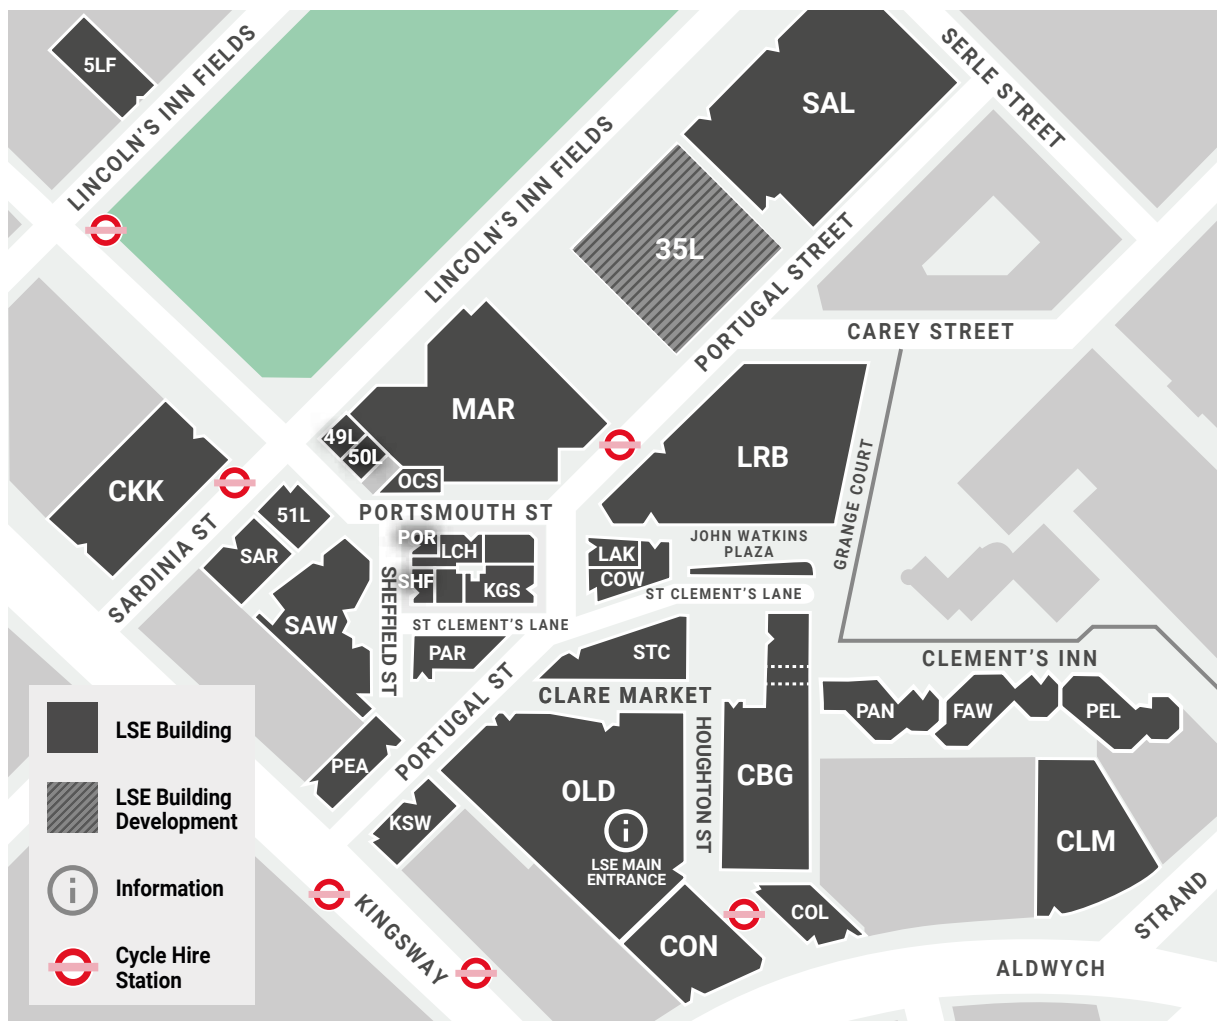 5LF
LINCOLN'S INN FIELDS
SERLE STREET
SAL
LINCOLN'S INN FIELDS
35L
PORTUGAL STREET
CAREY STREET
MAR
49L
50L
OCS
LRB
GRANGE COURT
CKK
SARDINIA ST
51L
SAR
SAW
PORTSMOUTH ST
POR
LCH
SHF
KGS
SHEFFIELD ST
LAK
COW
JOHN WATKINS
PLAZA
ST CLEMENT'S LANE
ST CLEMENT'S LANE
PAR
STC
CLEMENT'S INN
CLARE MARKET
PORTUGAL ST
PAN
FAW
PEL
PEA
KSW
OLD
HOUGHTON ST
CBG
LSE MAIN
ENTRANCE
CLM
COL
CON
KINGSWAY
STRAND
ALDWYCH
LSE Building
LSE Building
Development
Information
Cycle Hire
Station